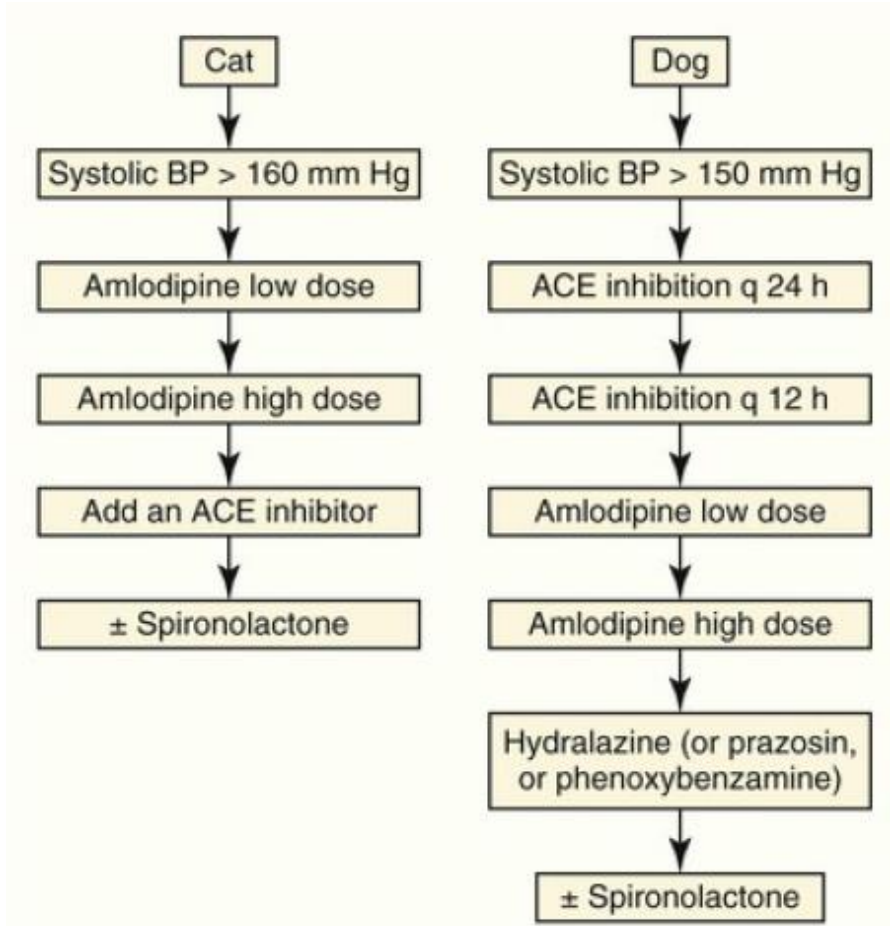 Cat
Systolic BP > 160 mm Hg
Amlodipine low dose
Amlodipine high dose
Add an ACE inhibitor
± Spironolactone
Dog
Systolic BP > 150 mm Hg
ACE inhibition q 24 h
ACE inhibition q 12 h
Amlodipine low dose
Amlodipine high dose
Hydralazine (or prazosin,
or phenoxybenzamine)
± Spironolactone